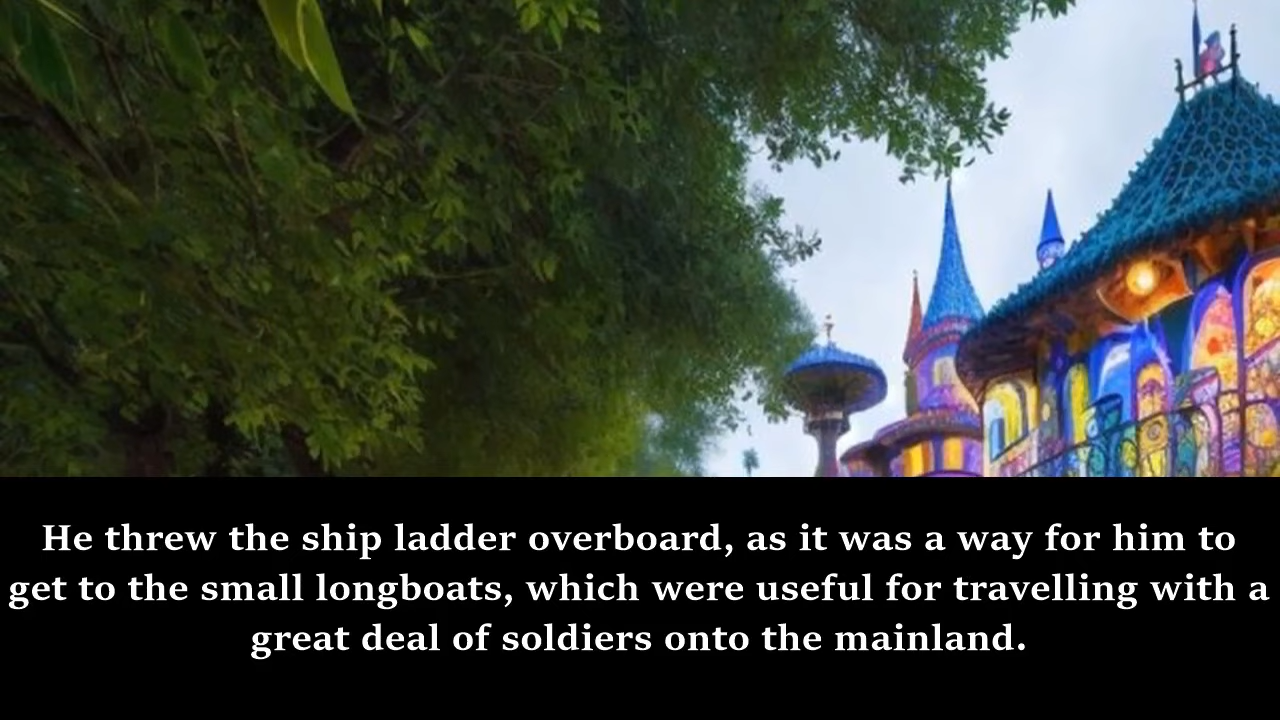 He threw the ship ladder overboard, as it was a way for him to
get to the small longboats, which were useful for travelling with a
great deal of soldiers onto the mainland.